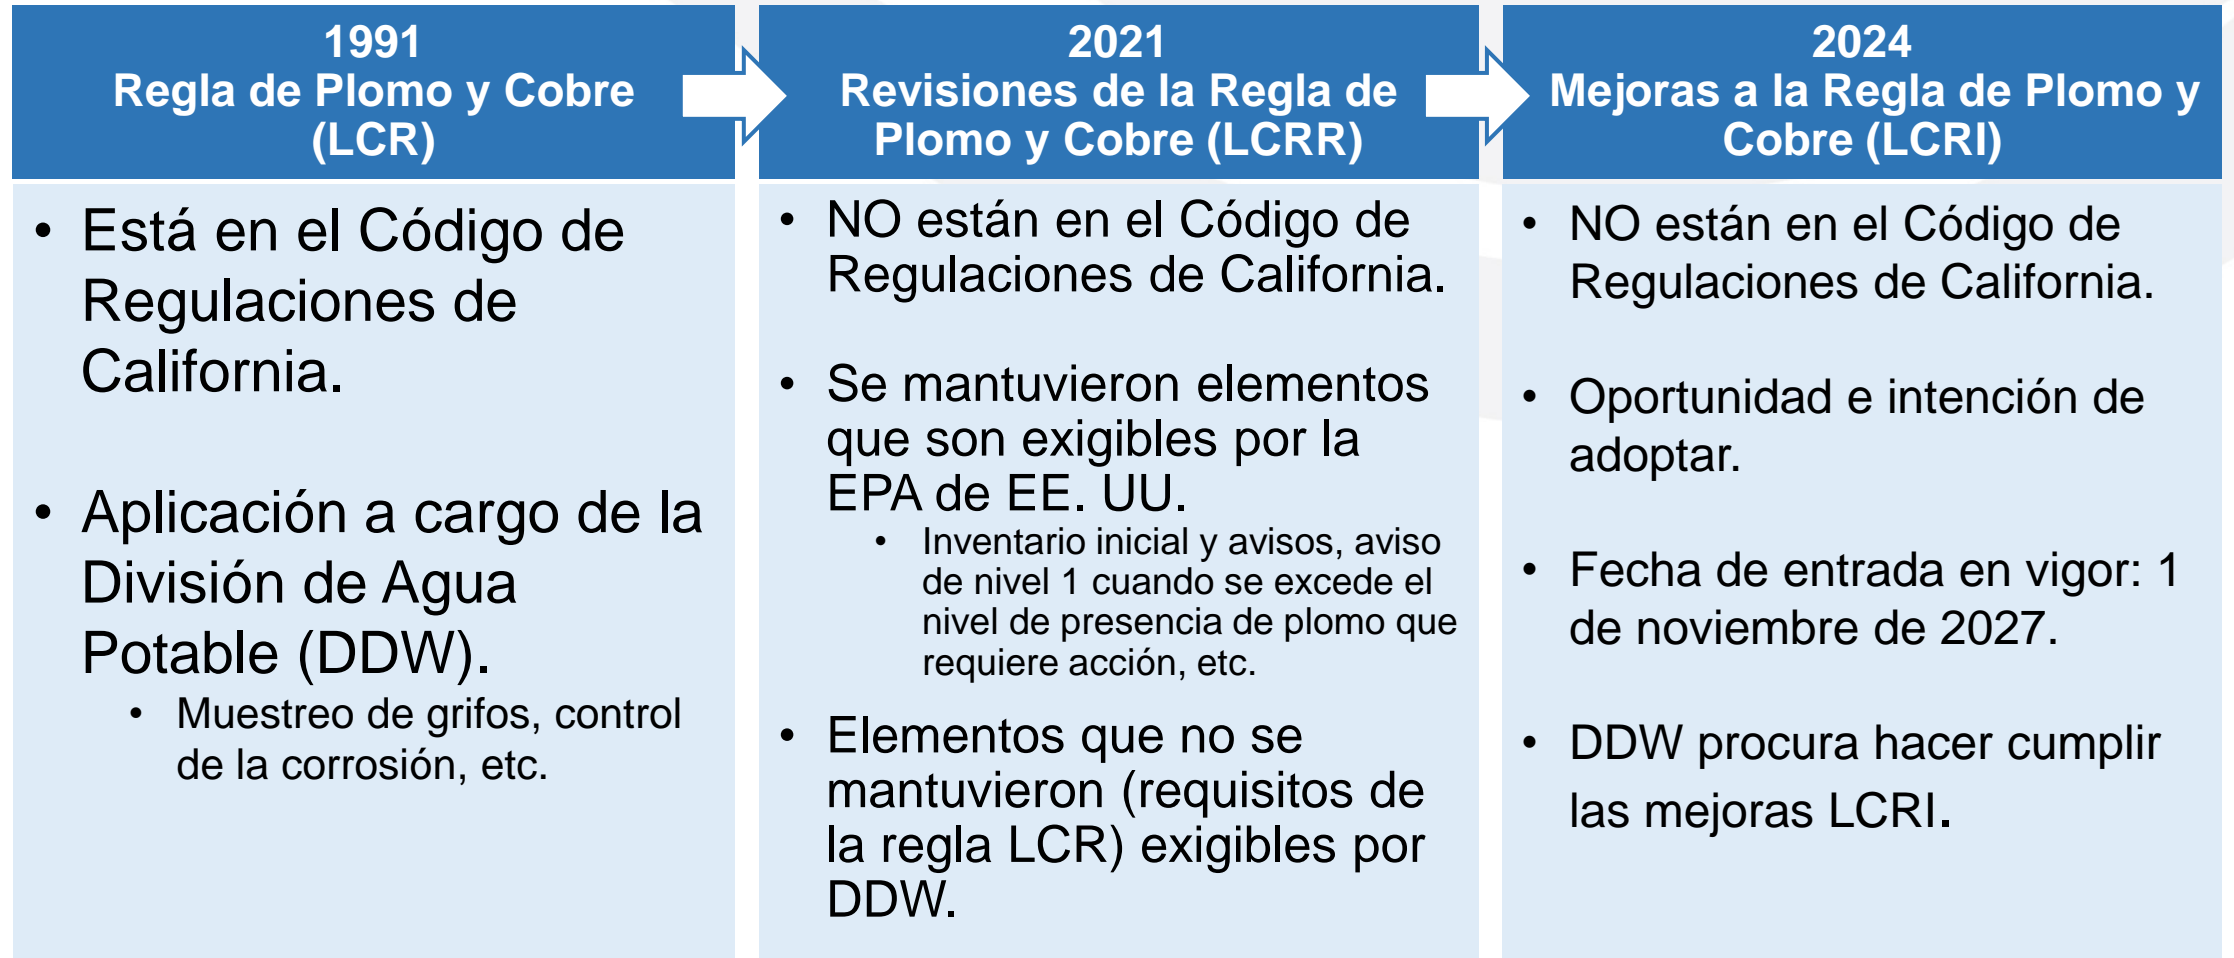 1991
Regla de Plomo y Cobre
(LCR)
• Está en el Código de
Regulaciones de
California.
• Aplicación a cargo de la
División de Agua
Potable (DDW).
• Muestreo de grifos, control
de la corrosión, etc.
2021
Revisiones de la Regla de
Plomo y Cobre (LCRR)
• NO están en el Código de
Regulaciones de California.
• Se mantuvieron elementos
que son exigibles por la
EPA de EE. UU.
• Inventario inicial y avisos, aviso
de nivel 1 cuando se excede el
nivel de presencia de plomo que
requiere acción, etc.
• Elementos que no se
mantuvieron (requisitos de
la regla LCR) exigibles por
DDW.
2024
Mejoras a la Regla de Plomo y
Cobre (LCRI)
• NO están en el Código de
Regulaciones de California.
• Oportunidad e intención de
adoptar.
• Fecha de entrada en vigor: 1
de noviembre de 2027.
• DDW procura hacer cumplir
las mejoras LCRI.